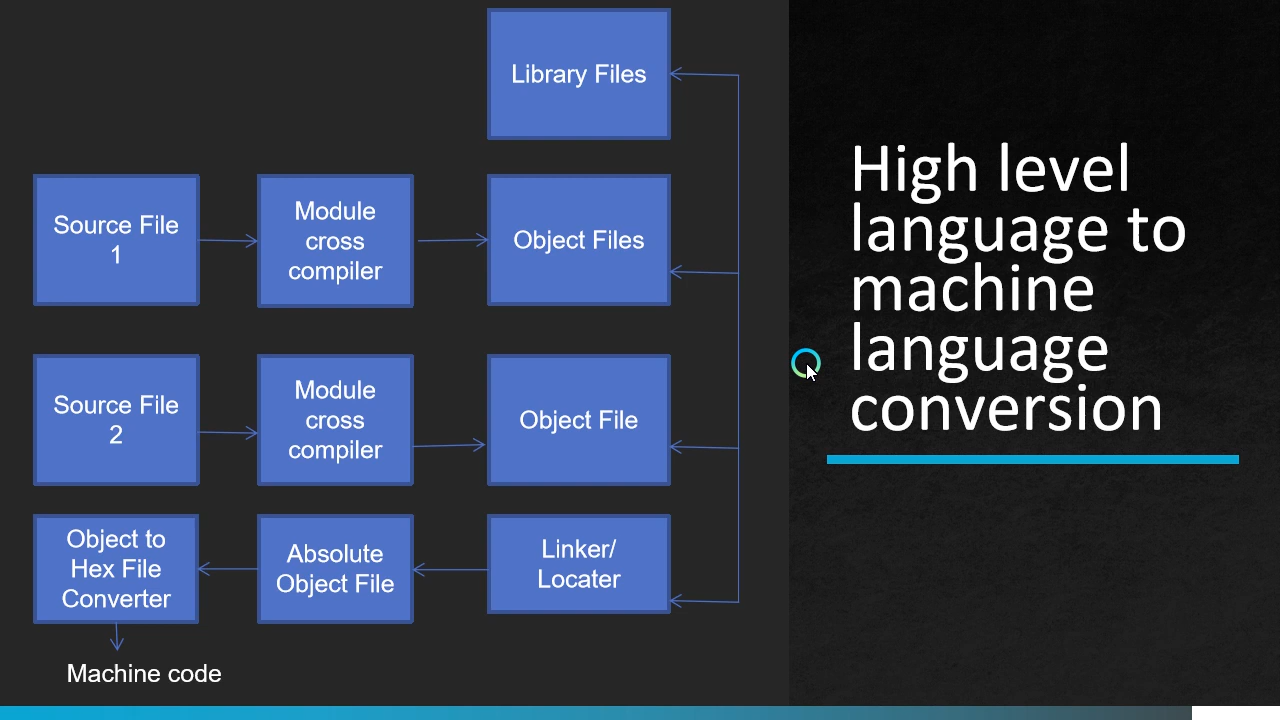 Library Files
Source File
1
Module
cross
compiler
Object Files
Source File
2
Module
cross
compiler
Object File
Object to
Hex File
Converter
Absolute
Object File
Linker/
Locater
Machine code
High level
language to
machine
language
conversion